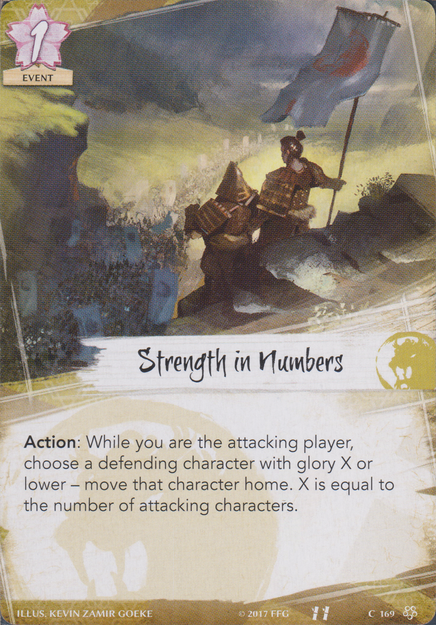 1
EVENT
Strength in Numbers
Action: While you are the attacking player,
choose a defending character with glory X or
lower – move that character home. X is equal to
the number of attacking characters.
ILLUS. KEVIN ZAMIR GOEKE © 2017 FFG C 169